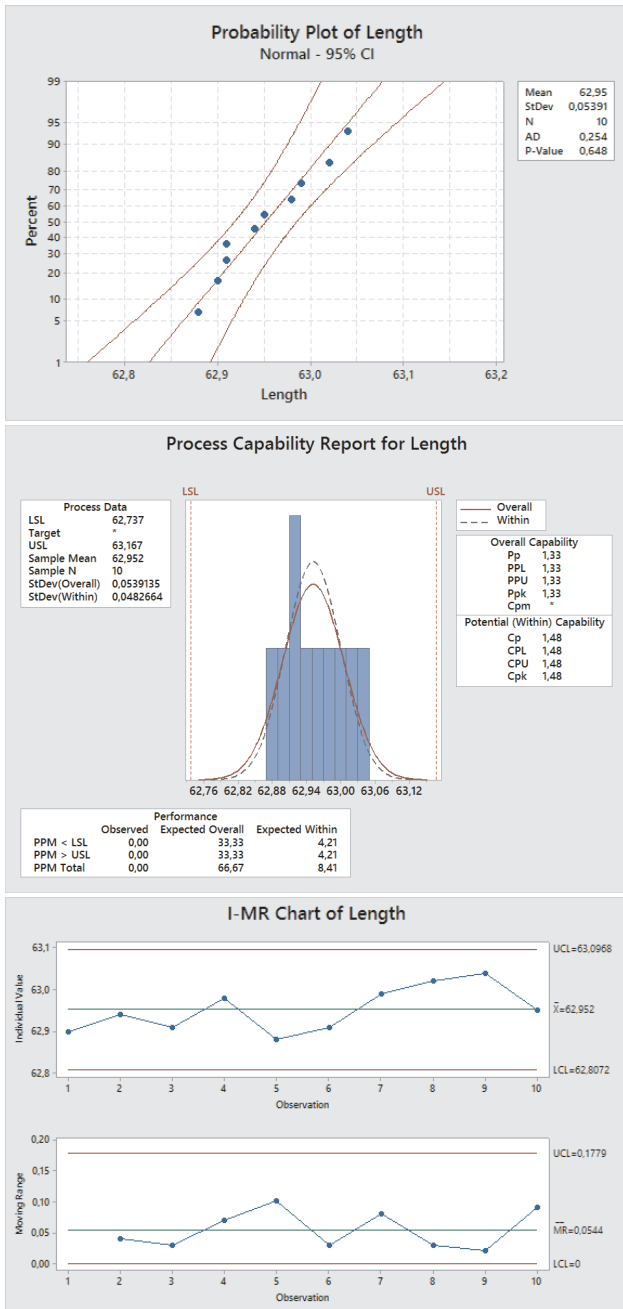 Probability Plot of Length
Normal - 95% CI
99
95
90
80
70
60
50
40
30
20
10
5
1
Percent
62,8 62,9 63,0 63,1 63,2
Length
Mean 62,95
StDev 0,05391
N 10
AD 0,254
P-Value 0,648
Process Capability Report for Length
LSL USL
Process Data
LSL 62,737
Target *
USL 63,167
Sample Mean 62,952
Sample N 10
StDev(Overall) 0,0539135
StDev(Within) 0,0482664
Overall
Within
Overall Capability
Pp 1,33
PPL 1,33
PPU 1,33
Ppk 1,33
Cpm *
Potential (Within) Capability
Cp 1,48
CPL 1,48
CPU 1,48
Cpk 1,48
62,76 62,82 62,88 62,94 63,00 63,06 63,12
Performance
Observed Expected Overall Expected Within
PPM < LSL 0,00 33,33 4,21
PPM > USL 0,00 33,33 4,21
PPM Total 0,00 66,67 8,41
I-MR Chart of Length
63,1
63,0
62,9
62,8
Individual Value
UCL=63,0968
X̄=62,952
LCL=62,8072
1 2 3 4 5 6 7 8 9 10
Observation
0,20
0,15
0,10
0,05
0,00
Moving Range
UCL=0,1779
M̅R̅=0,0544
LCL=0
1 2 3 4 5 6 7 8 9 10
Observation